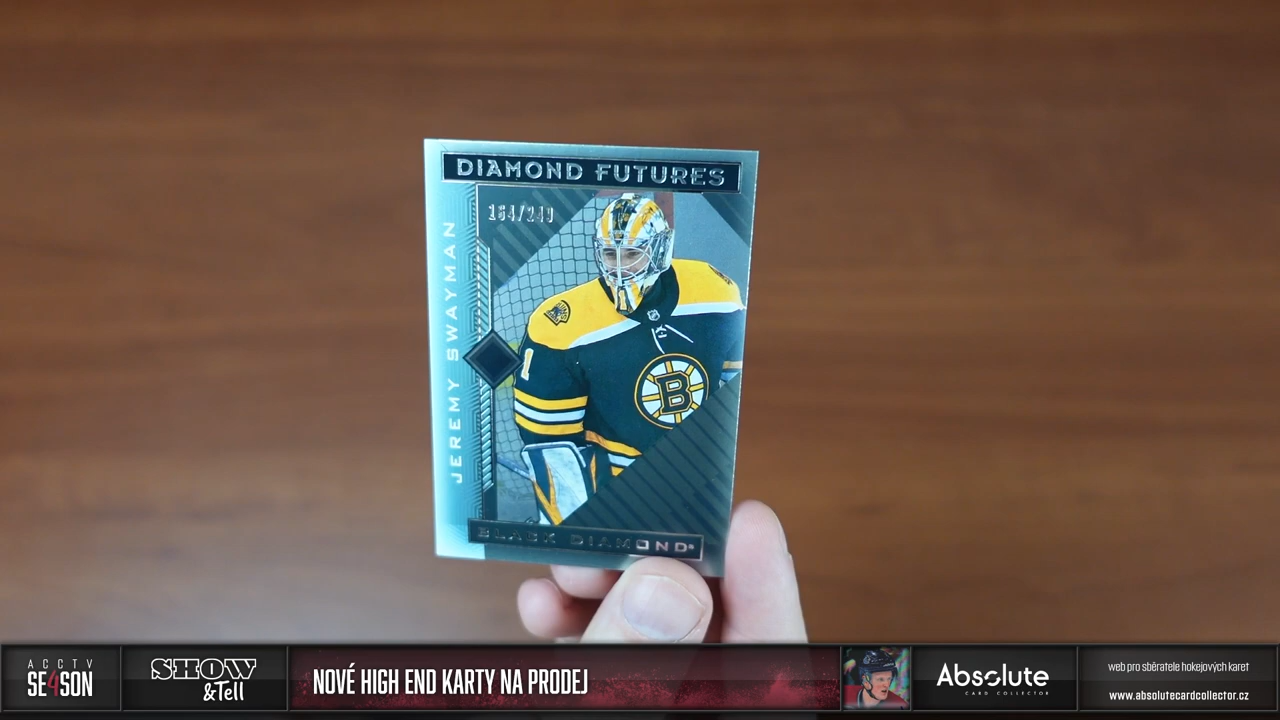 DIAMOND FUTURES
164/249
JEREMY SWAYMAN
1
B
BLACK DIAMOND
ACCTV
SE4SON
SHOW
&Tell
NOVÉ HIGH END KARTY NA PRODEJ
Absolute
CARD COLLECTOR
web pro sběratele hokejových karet
www.absolutecardcollector.cz